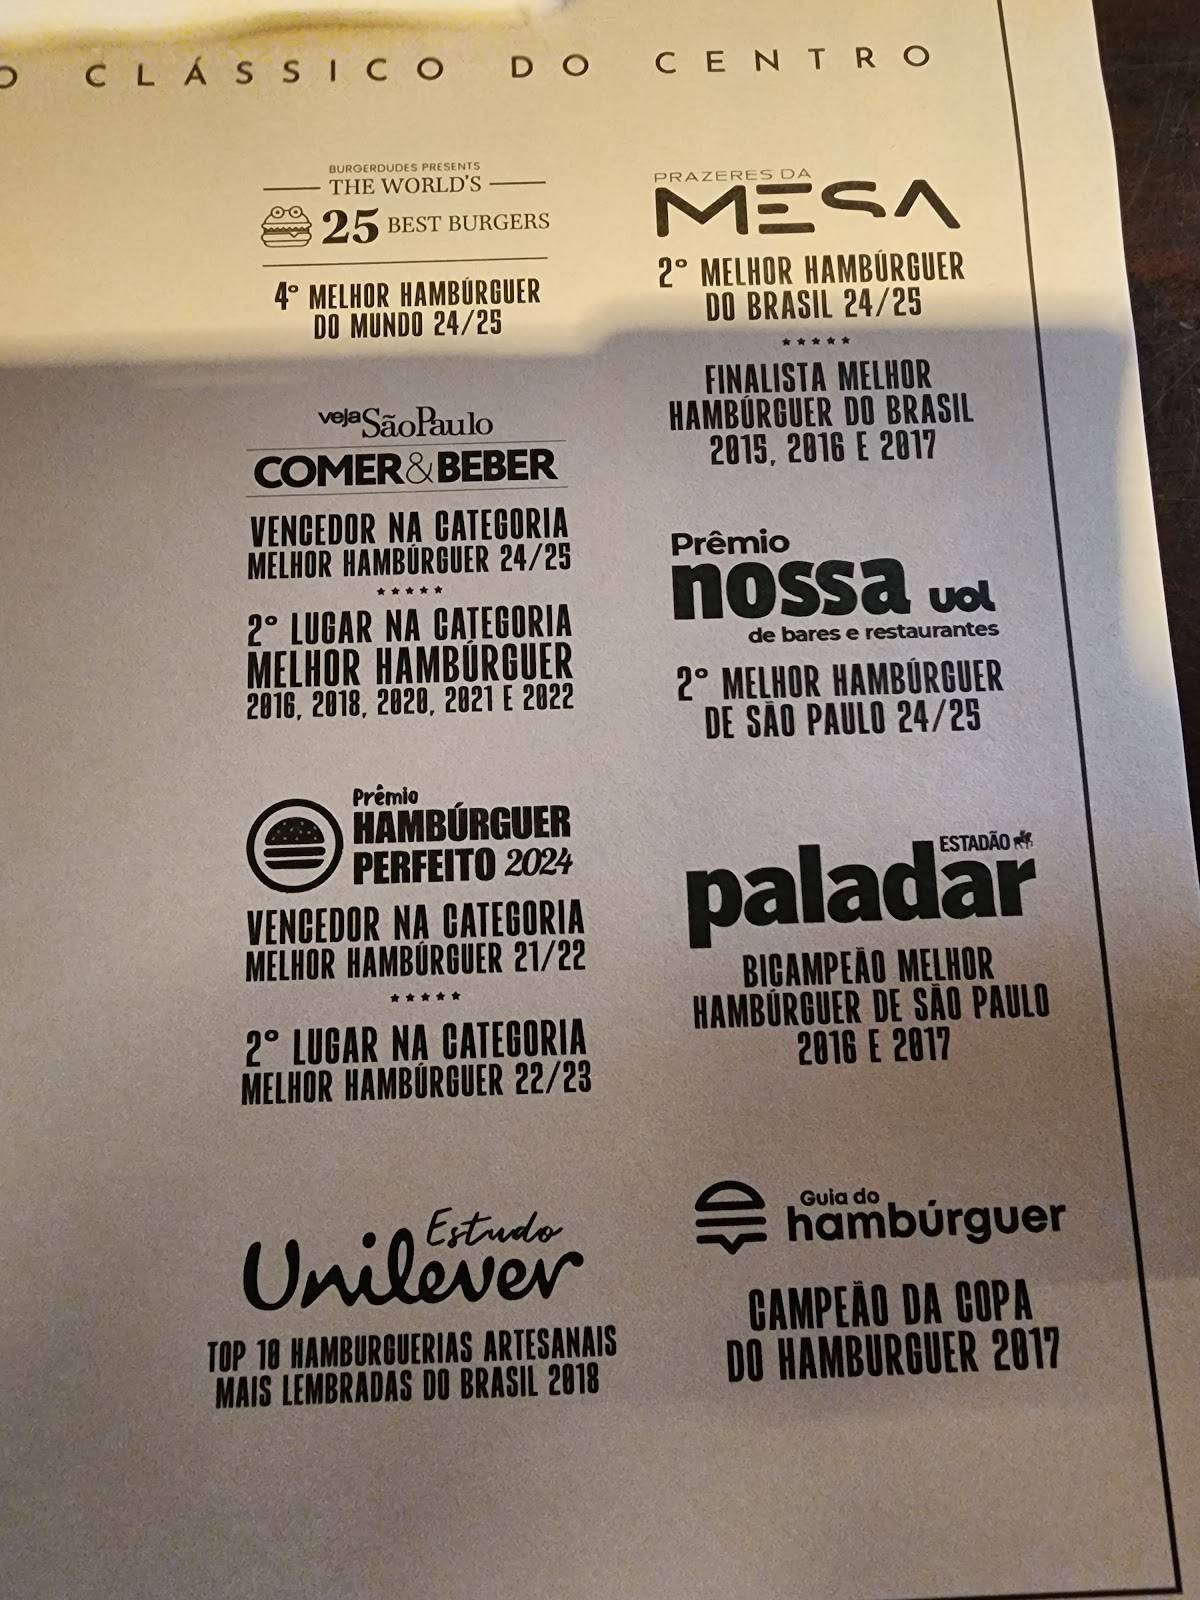 O CLÁSSICO DO CENTRO
BURGERDUDES PRESENTS
THE WORLD'S
25 BEST BURGERS
4º MELHOR HAMBÚRGUER
DO MUNDO 24/25
veja São Paulo
COMER&BEBER
VENCEDOR NA CATEGORIA
MELHOR HAMBÚRGUER 24/25
2º LUGAR NA CATEGORIA
MELHOR HAMBÚRGUER
2016, 2018, 2020, 2021 E 2022
Prêmio
HAMBÚRGUER
PERFEITO 2024
VENCEDOR NA CATEGORIA
MELHOR HAMBÚRGUER 21/22
2º LUGAR NA CATEGORIA
MELHOR HAMBÚRGUER 22/23
Estudo
Unilever
TOP 10 HAMBURGUERIAS ARTESANAIS
MAIS LEMBRADAS DO BRASIL 2018
PRAZERES DA
MESA
2º MELHOR HAMBÚRGUER
DO BRASIL 24/25
FINALISTA MELHOR
HAMBÚRGUER DO BRASIL
2015, 2016 E 2017
Prêmio
nossa uol
de bares e restaurantes
2º MELHOR HAMBÚRGUER
DE SÃO PAULO 24/25
ESTADÃO
paladar
BICAMPEÃO MELHOR
HAMBÚRGUER DE SÃO PAULO
2016 E 2017
Guia do
hambúrguer
CAMPEÃO DA COPA
DO HAMBURGUER 2017